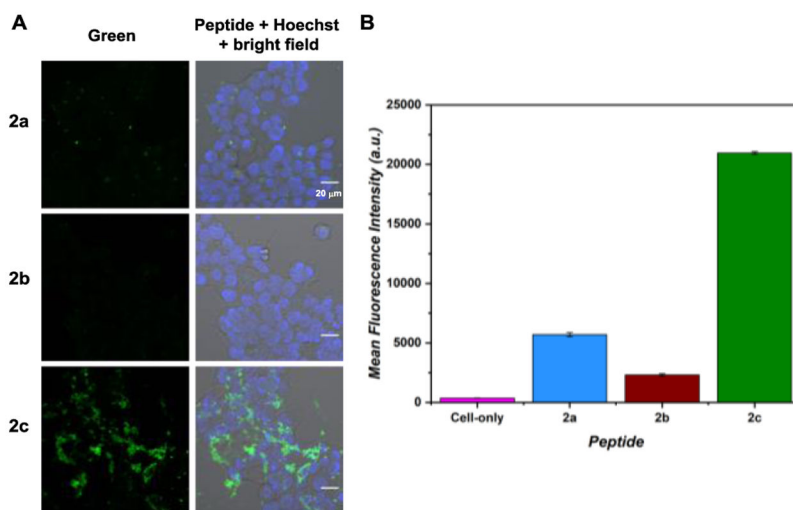 A
Green
Peptide + Hoechst
+ bright field
2a
20 μm
2b
2c
B
Mean Fluorescence Intensity (a.u.)
25000
20000
15000
10000
5000
0
Cell-only
2a
2b
2c
Peptide